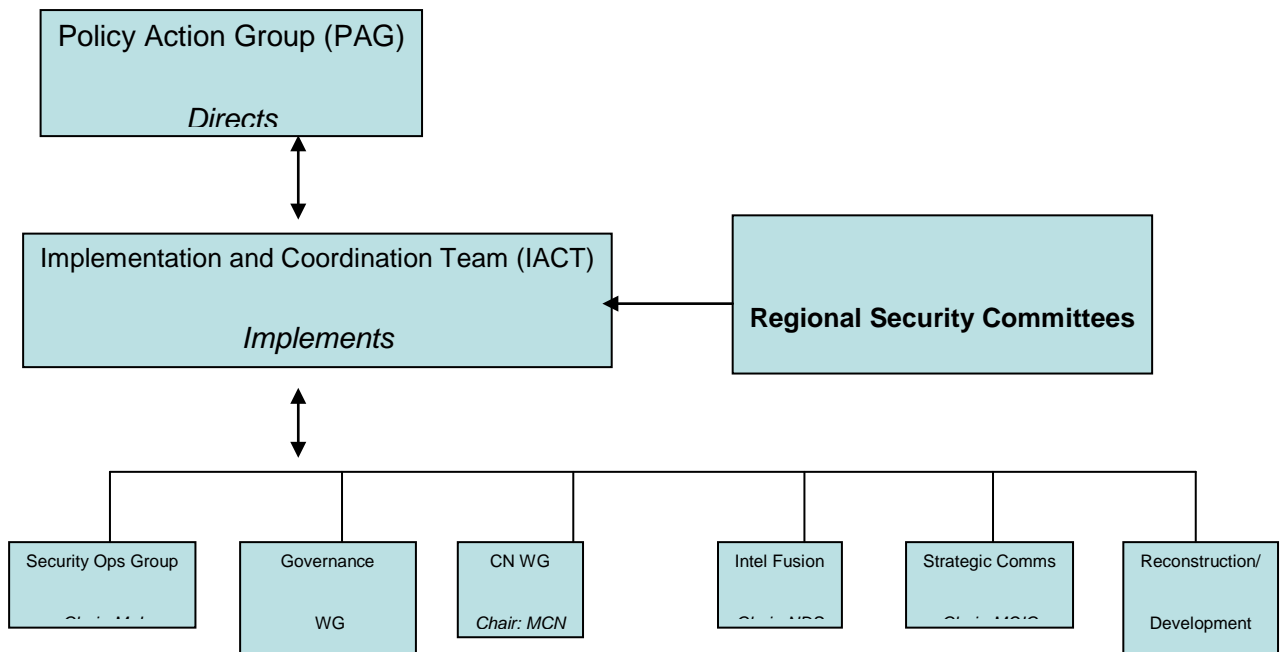 Policy Action Group (PAG)
Directs
Implementation and Coordination Team (IACT)
Implements
Regional Security Committees
Security Ops Group
Governance
WG
CN WG
Chair: MCN
Intel Fusion
Strategic Comms
Reconstruction/
Development